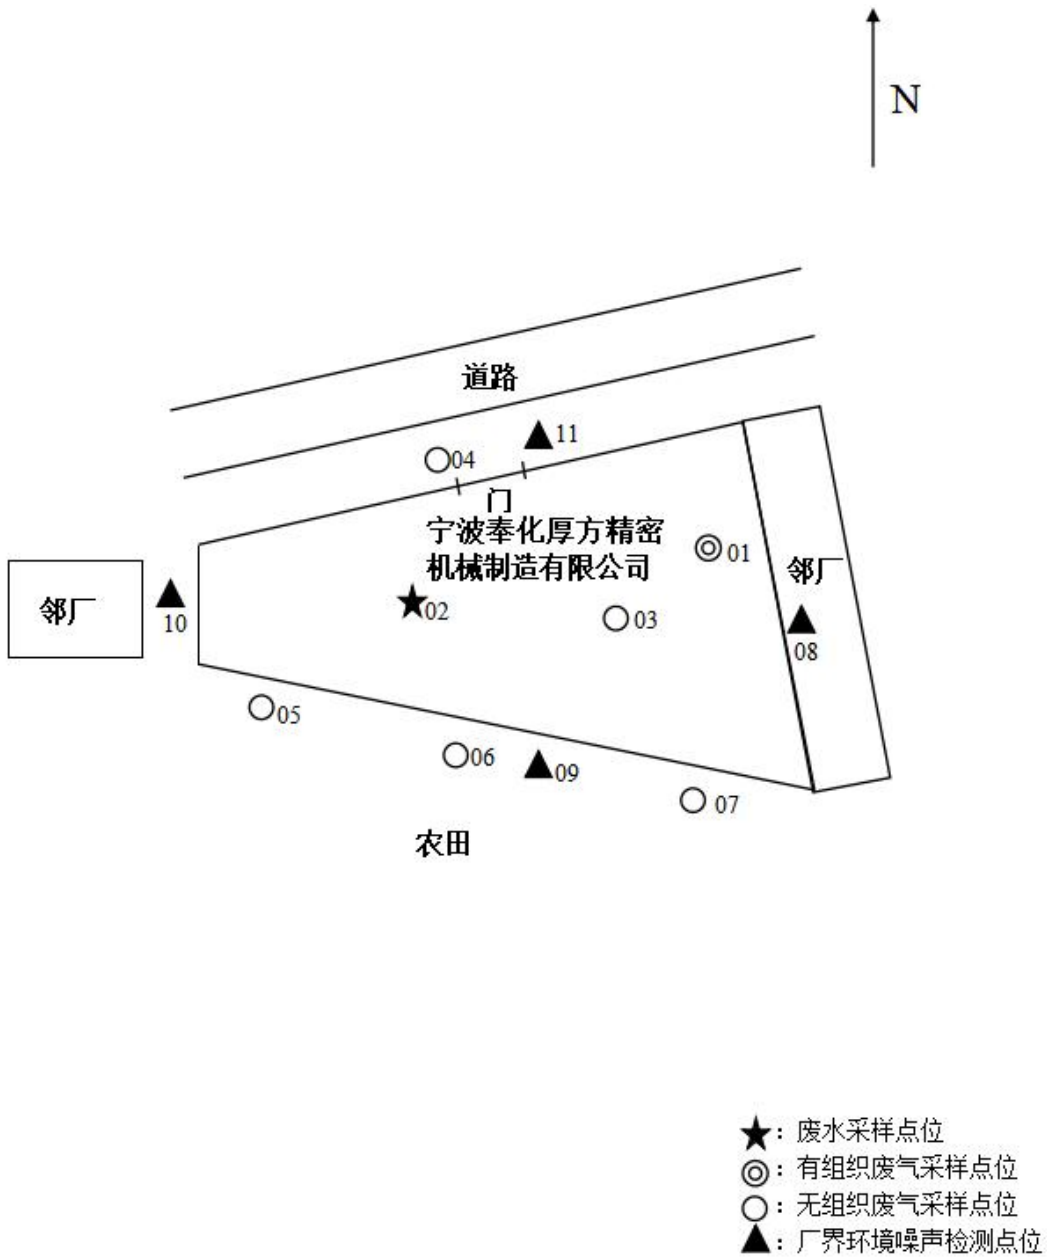 N
道路
11
04
门
宁波奉化厚方精密
机械制造有限公司
01
邻厂
邻厂
10
02
03
08
05
06
09
07
农田
★：废水采样点位
◎：有组织废气采样点位
○：无组织废气采样点位
▲：厂界环境噪声检测点位